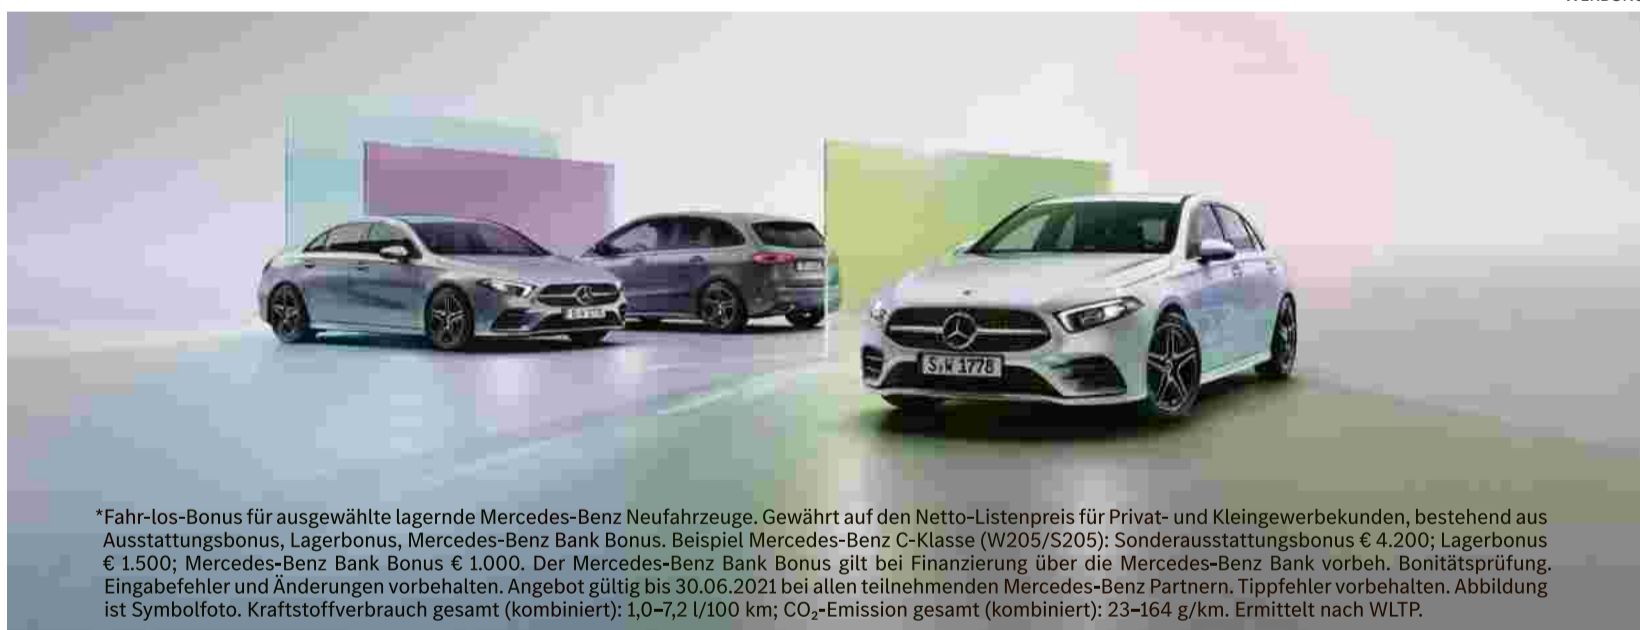 S·W 1778
*Fahr-los-Bonus für ausgewählte lagernde Mercedes-Benz Neufahrzeuge. Gewährt auf den Netto-Listenpreis für Privat- und Kleingewerbekunden, bestehend aus
Ausstattungsbonus, Lagerbonus, Mercedes-Benz Bank Bonus. Beispiel Mercedes-Benz C-Klasse (W205/S205): Sonderausstattungsbonus € 4.200; Lagerbonus
€ 1.500; Mercedes-Benz Bank Bonus € 1.000. Der Mercedes-Benz Bank Bonus gilt bei Finanzierung über die Mercedes-Benz Bank vorbeh. Bonitätsprüfung.
Eingabefehler und Änderungen vorbehalten. Angebot gültig bis 30.06.2021 bei allen teilnehmenden Mercedes-Benz Partnern. Tippfehler vorbehalten. Abbildung
ist Symbolfoto. Kraftstoffverbrauch gesamt (kombiniert): 1,0–7,2 l/100 km; CO₂-Emission gesamt (kombiniert): 23–164 g/km. Ermittelt nach WLTP.